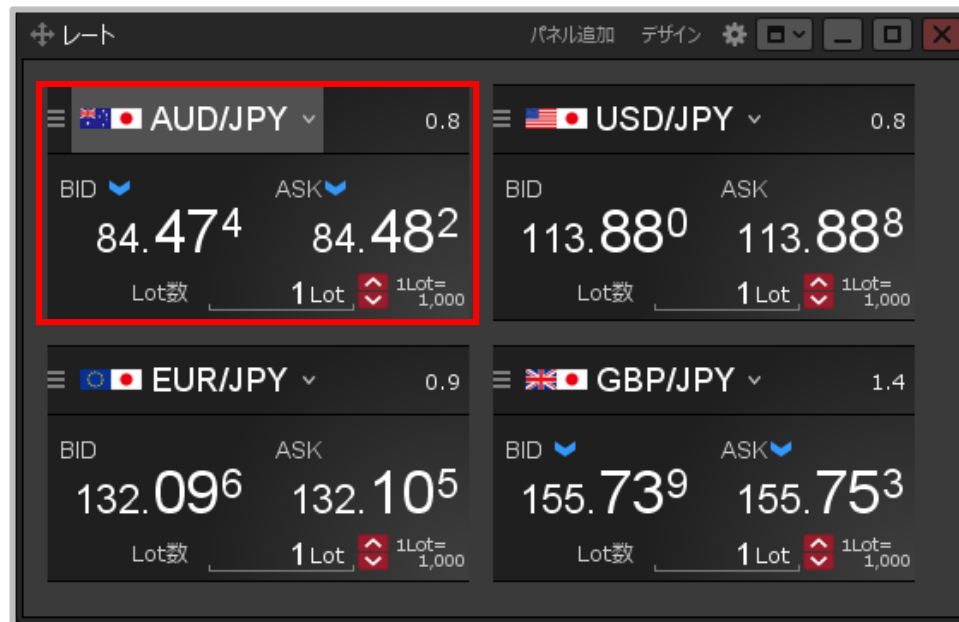 レート パネル追加 デザイン
AUD/JPY 0.8
BID ASK
84.474 84.482
Lot数 1 Lot 1Lot=
1,000
USD/JPY 0.8
BID ASK
113.880 113.888
Lot数 1 Lot 1Lot=
1,000
EUR/JPY 0.9
BID ASK
132.096 132.105
Lot数 1 Lot 1Lot=
1,000
GBP/JPY 1.4
BID ASK
155.739 155.753
Lot数 1 Lot 1Lot=
1,000